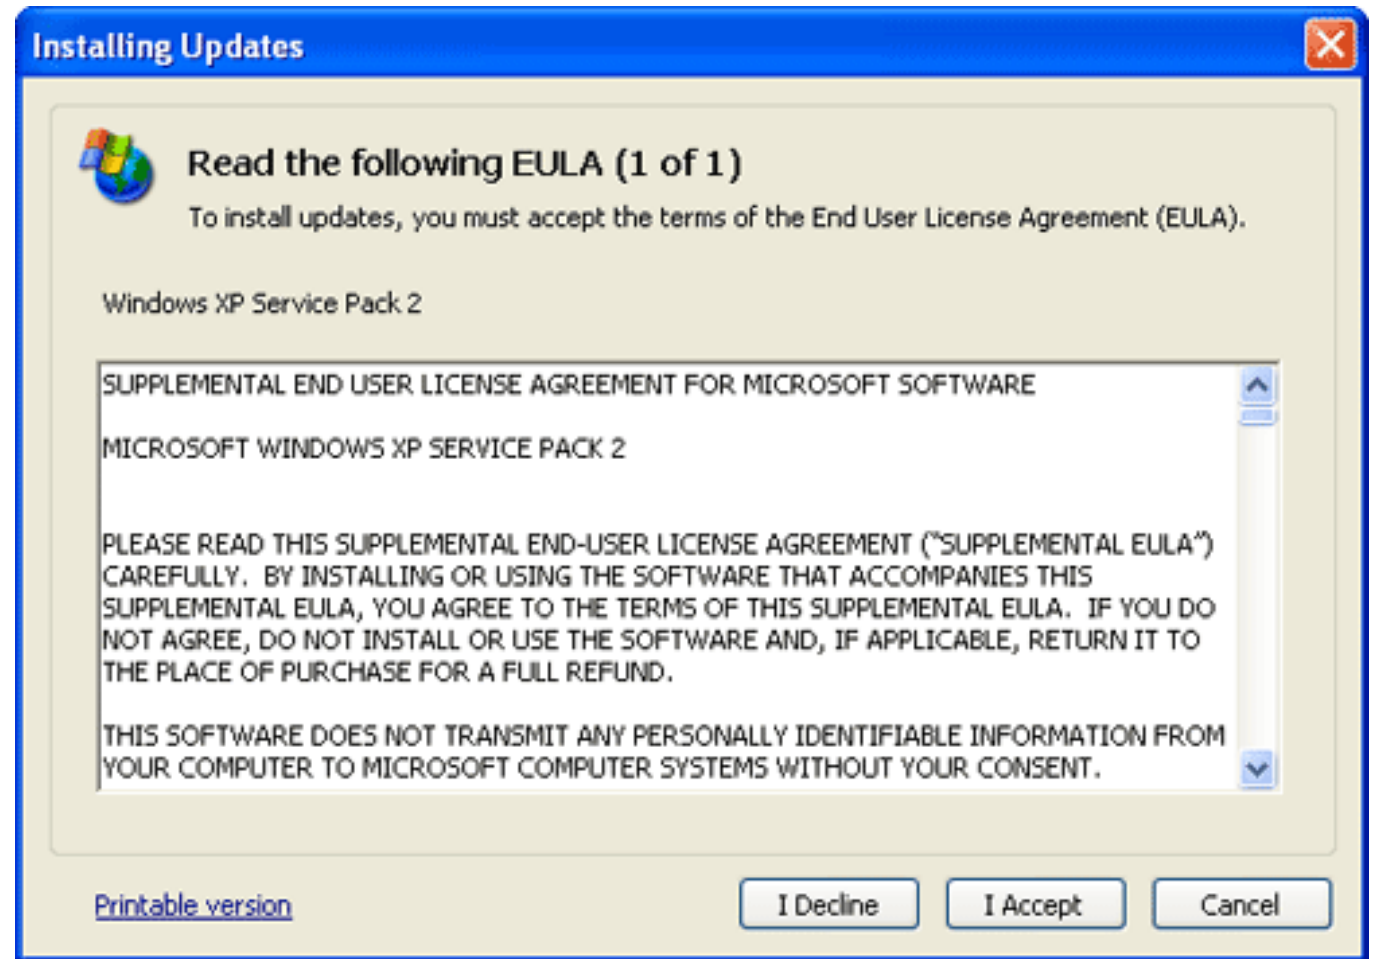 Installing Updates
Read the following EULA (1 of 1)
To install updates, you must accept the terms of the End User License Agreement (EULA).
Windows XP Service Pack 2
SUPPLEMENTAL END USER LICENSE AGREEMENT FOR MICROSOFT SOFTWARE
MICROSOFT WINDOWS XP SERVICE PACK 2
PLEASE READ THIS SUPPLEMENTAL END-USER LICENSE AGREEMENT ("SUPPLEMENTAL EULA")
CAREFULLY.  BY INSTALLING OR USING THE SOFTWARE THAT ACCOMPANIES THIS
SUPPLEMENTAL EULA, YOU AGREE TO THE TERMS OF THIS SUPPLEMENTAL EULA.  IF YOU DO
NOT AGREE, DO NOT INSTALL OR USE THE SOFTWARE AND, IF APPLICABLE, RETURN IT TO
THE PLACE OF PURCHASE FOR A FULL REFUND.
THIS SOFTWARE DOES NOT TRANSMIT ANY PERSONALLY IDENTIFIABLE INFORMATION FROM
YOUR COMPUTER TO MICROSOFT COMPUTER SYSTEMS WITHOUT YOUR CONSENT.
Printable version
I Decline
I Accept
Cancel